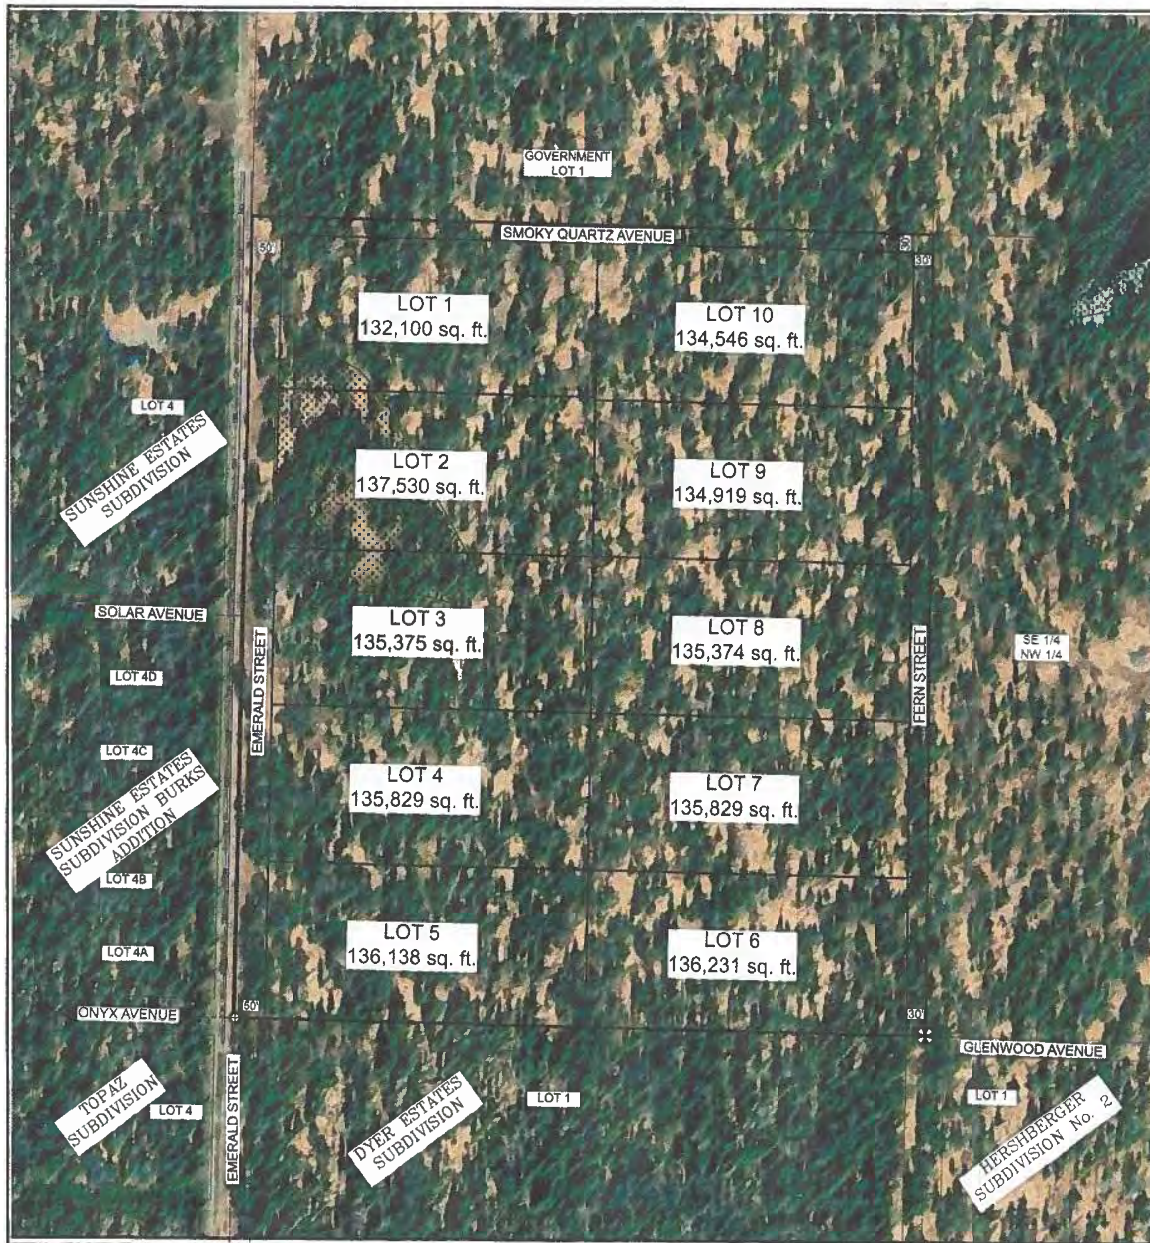 GOVERNMENT
LOT 1
SMOKY QUARTZ AVENUE
50'
50'
30'
LOT 1
132,100 sq. ft.
LOT 10
134,546 sq. ft.
LOT 4
SUNSHINE ESTATES
SUBDIVISION
LOT 2
137,530 sq. ft.
LOT 9
134,919 sq. ft.
SOLAR AVENUE
LOT 3
135,375 sq. ft.
LOT 8
135,374 sq. ft.
SE 1/4
NW 1/4
EMERALD STREET
FERN STREET
LOT 4D
LOT 4C
SUNSHINE ESTATES
SUBDIVISION BURKS
ADDITION
LOT 4
135,829 sq. ft.
LOT 7
135,829 sq. ft.
LOT 4B
LOT 4A
LOT 5
136,138 sq. ft.
LOT 6
136,231 sq. ft.
ONYX AVENUE
50'
30'
GLENWOOD AVENUE
TOPAZ
SUBDIVISION
LOT 4
EMERALD STREET
DYER ESTATES
SUBDIVISION
LOT 1
LOT 1
HERSHBERGER
SUBDIVISION No. 2